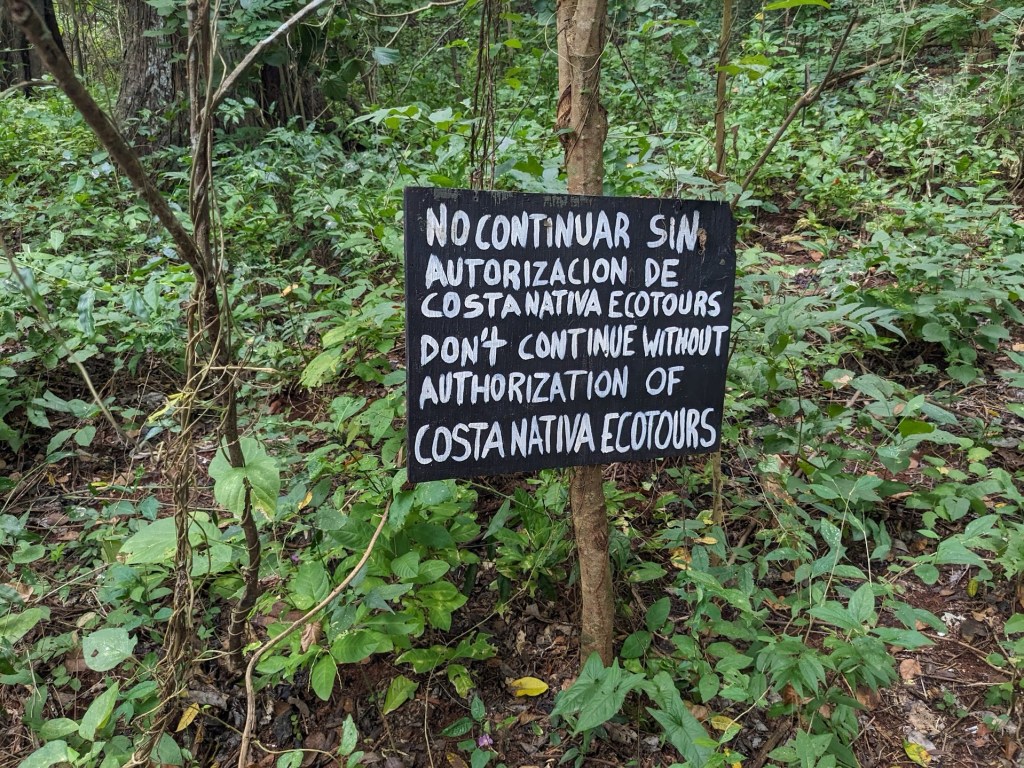 NO CONTINUAR SIN
AUTORIZACION DE
COSTA NATIVA ECOTOURS
DON't CONTINUE WITHOUT
AUTHORIZATION OF
COSTA NATIVA ECOTOURS